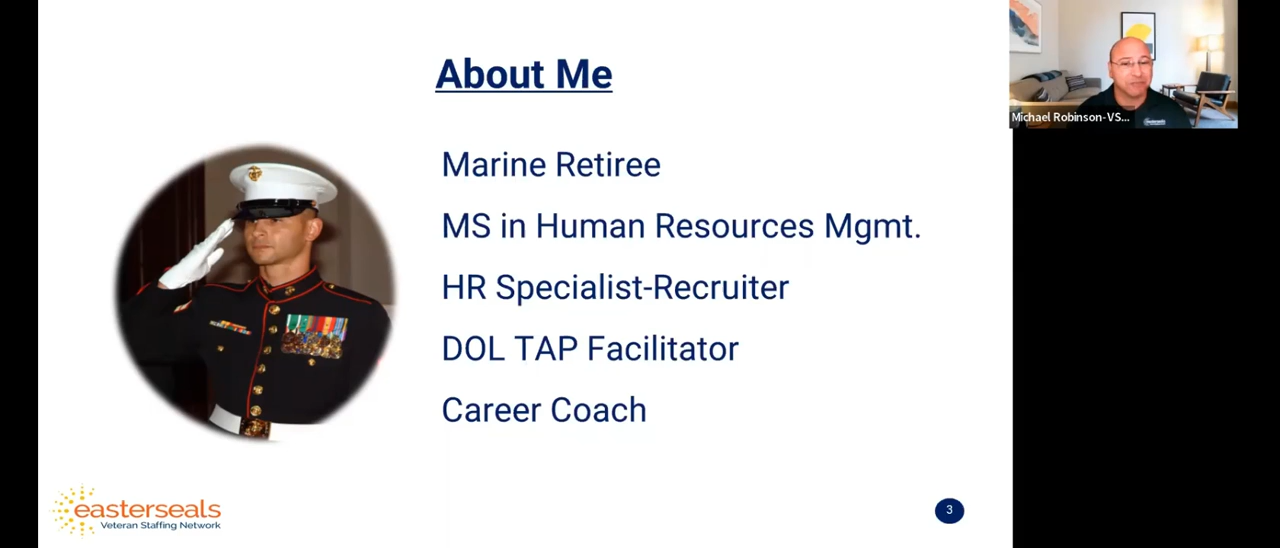 About Me
Michael Robinson-VS...
Marine Retiree
MS in Human Resources Mgmt.
HR Specialist-Recruiter
DOL TAP Facilitator
Career Coach
easterseals
Veteran Staffing Network
3